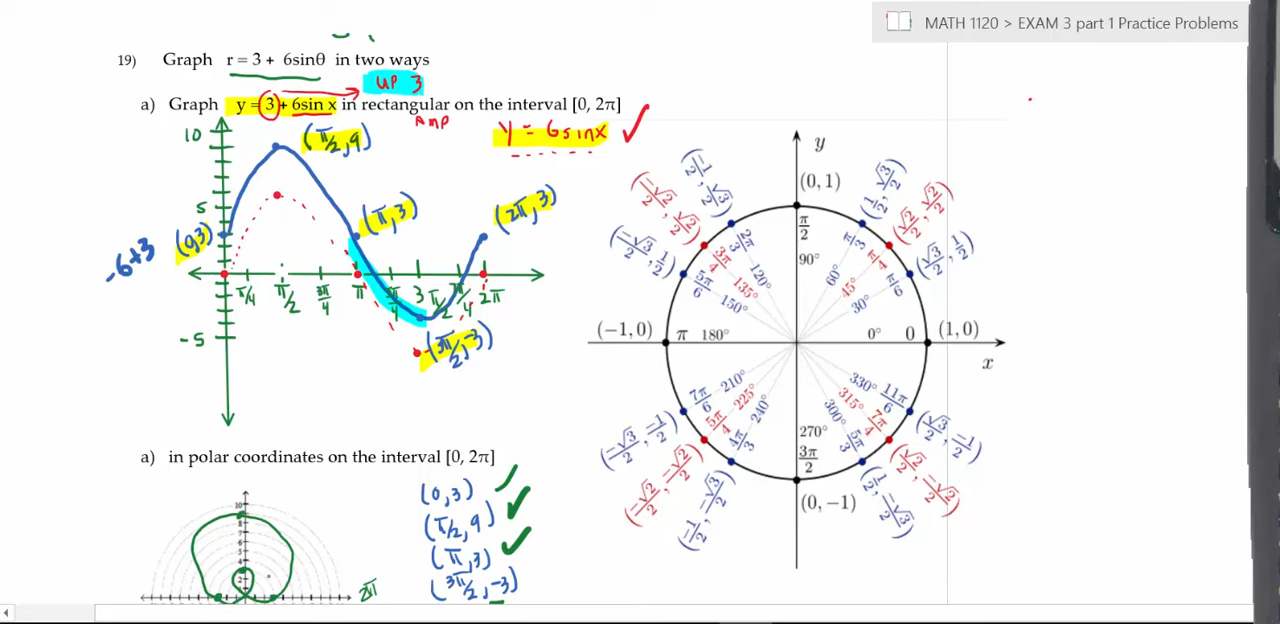 MATH 1120 > EXAM 3 part 1 Practice Problems
19) Graph r = 3 + 6sinθ in two ways
UP 3
a) Graph y = 3 + 6sin x in rectangular on the interval [0, 2π]
Amp
y = 6sinx
10
(π/2, 9)
5
(π, 3)
(2π, 3)
-6+3
π/4 π/2 3π/4 π 5π/4 3π/2 2π
-5
(3π/2, -3)
y
(0, 1)
(-1/2, √3/2) (1/2, √3/2)
(-√2/2, √2/2) (√2/2, √2/2)
(-√3/2, 1/2) (√3/2, 1/2)
π/2
90°
2π/3 120° 60° π/3
3π/4 135° 45° π/4
5π/6 150° 30° π/6
(-1, 0) π 180° 0° 0 (1, 0)
x
7π/6 210° 330° 11π/6
5π/4 225° 315° 7π/4
4π/3 240° 300° 5π/3
270°
3π/2
(-√3/2, -1/2) (√3/2, -1/2)
(-√2/2, -√2/2) (√2/2, -√2/2)
(-1/2, -√3/2) (1/2, -√3/2)
(0, -1)
a) in polar coordinates on the interval [0, 2π]
(0, 3)
(π/2, 9)
(π, 3)
(3π/2, -3)
2π